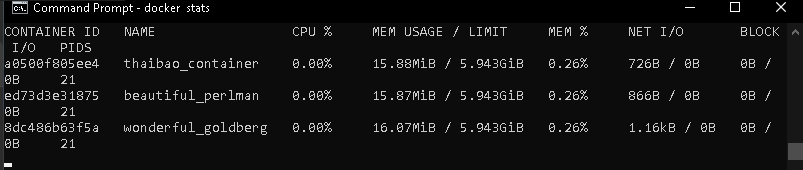 Command Prompt - docker stats
CONTAINER ID   NAME                 CPU %     MEM USAGE / LIMIT     MEM %     NET I/O       BLOCK
 I/O   PIDS
a0500f805ee4   thaibao_container    0.00%     15.88MiB / 5.943GiB   0.26%     726B / 0B     0B /
0B     21
ed73d3e31875   beautiful_perlman    0.00%     15.87MiB / 5.943GiB   0.26%     866B / 0B     0B /
0B     21
8dc486b63f5a   wonderful_goldberg   0.00%     16.07MiB / 5.943GiB   0.26%     1.16kB / 0B   0B /
0B     21